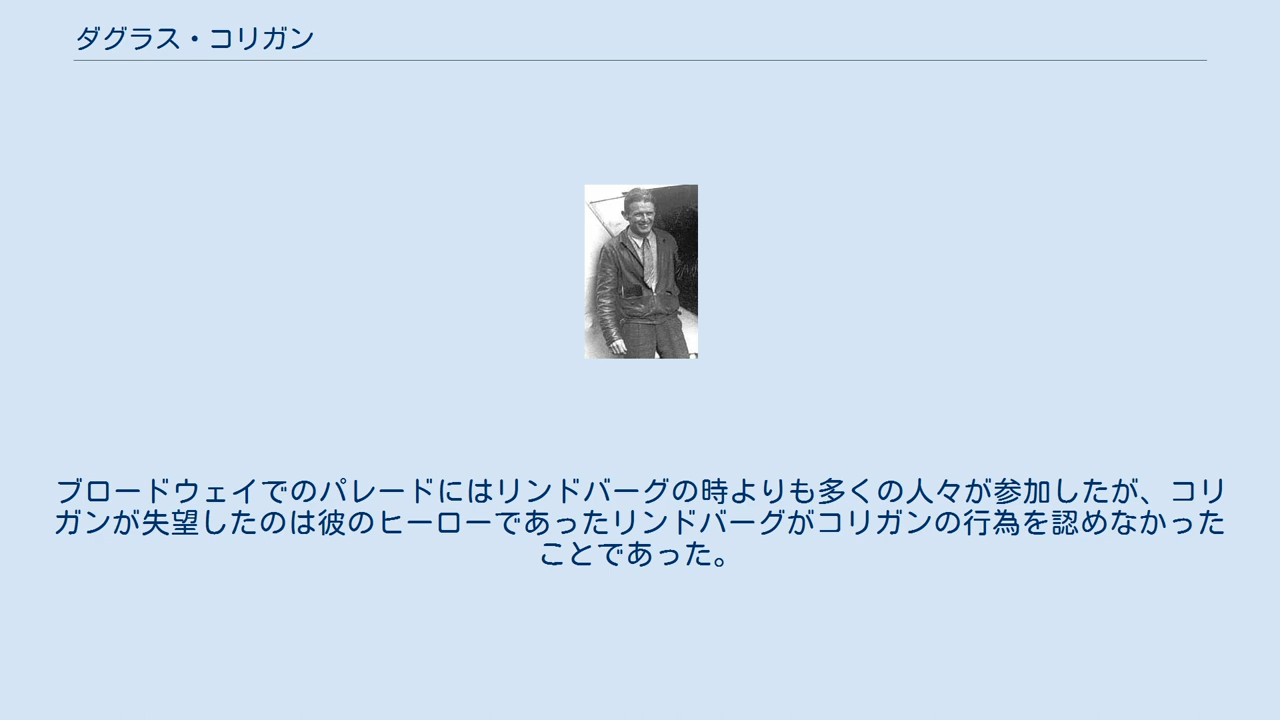 ダグラス・コリガン
ブロードウェイでのパレードにはリンドバーグの時よりも多くの人々が参加したが、コリ
ガンが失望したのは彼のヒーローであったリンドバーグがコリガンの行為を認めなかった
ことであった。